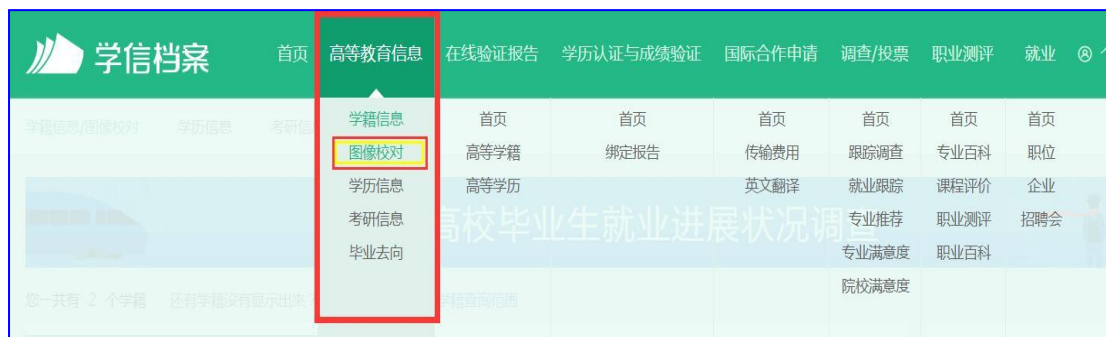 学信档案 首页 高等教育信息 在线验证报告 学历认证与成绩验证 国际合作申请 调查/投票 职业测评 就业
学籍信息/图像校对 学历信息 考研信 学籍信息 首页 首页 首页 首页 首页 首页
图像校对 高等学籍 绑定报告 传输费用 跟踪调查 专业百科 职位
学历信息 高等学历 英文翻译 就业跟踪 课程评价 企业
考研信息 专业推荐 职业测评 招聘会
高校毕业生就业进展状况调查
毕业去向 专业满意度 职业百科
院校满意度
您一共有 2 个学籍 还有学籍没有显示出来 学籍查询范围